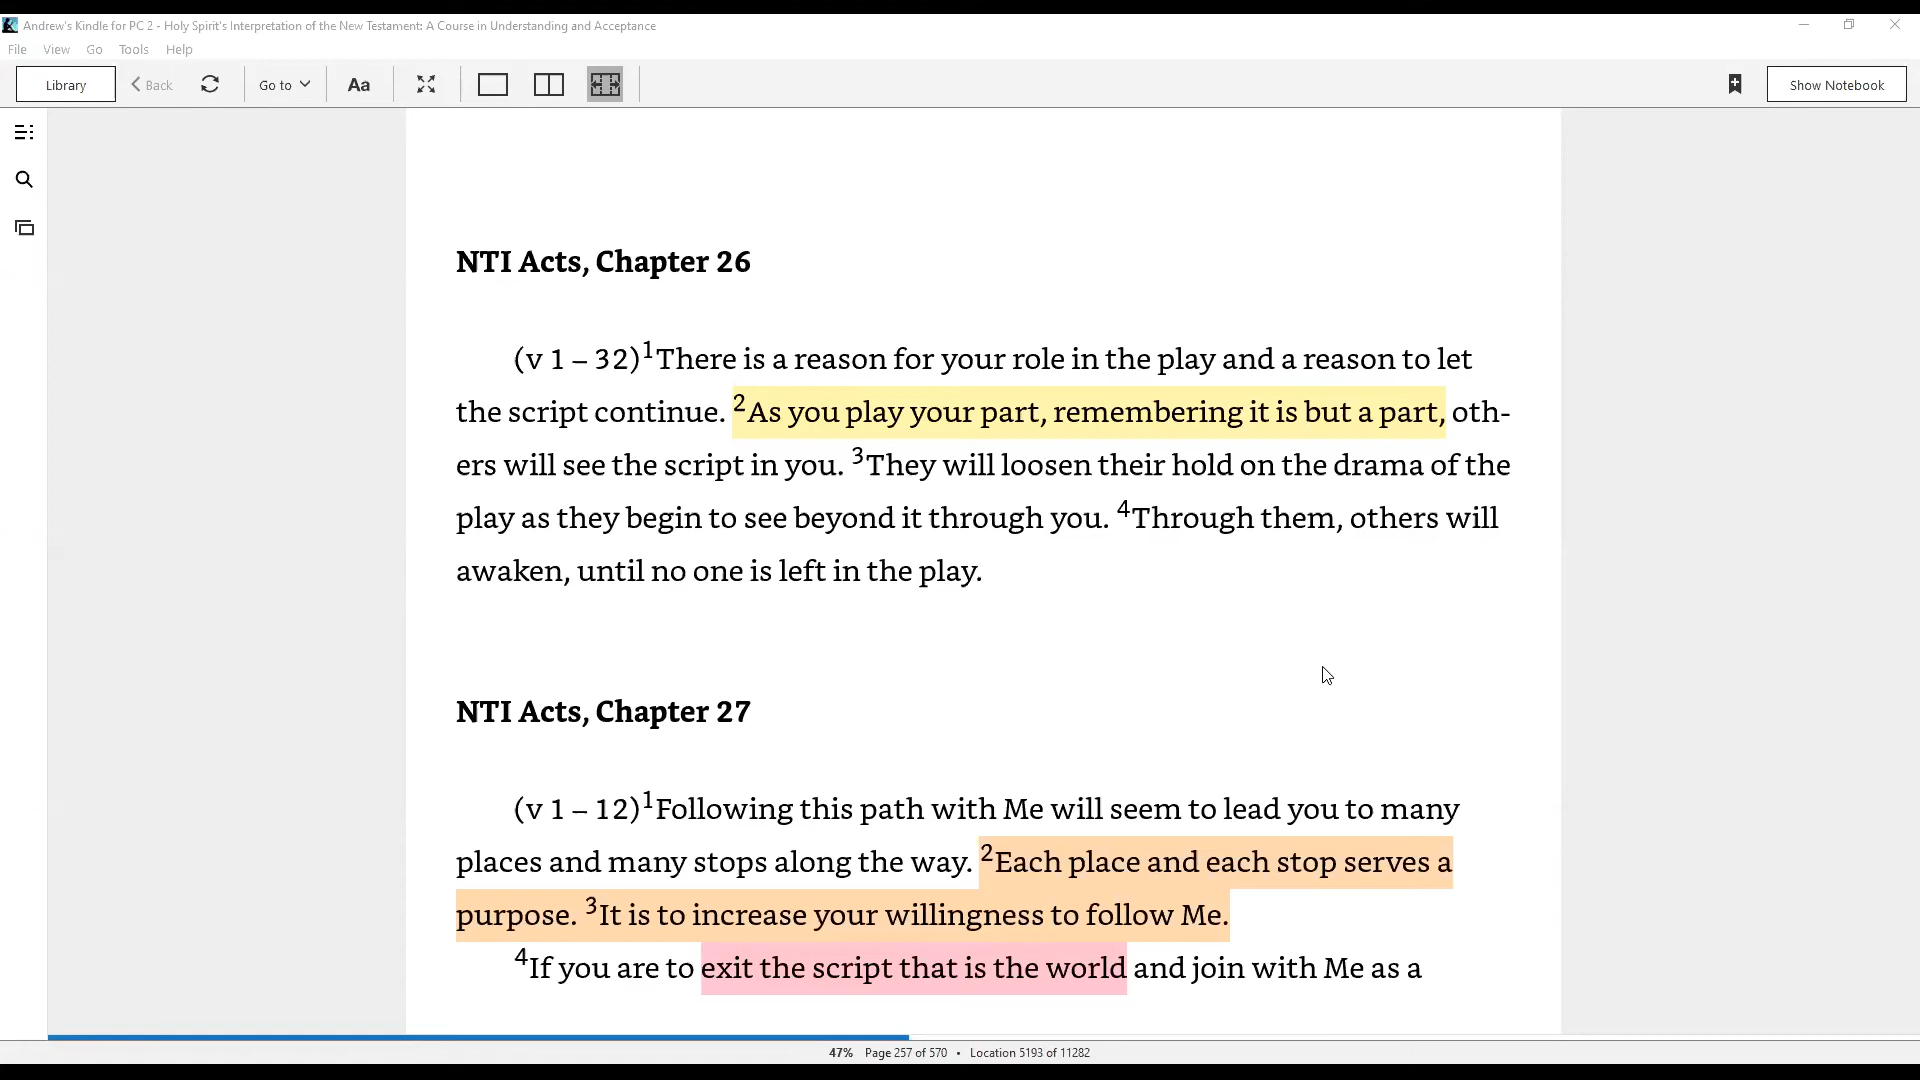 Andrew's Kindle for PC 2 - Holy Spirit's Interpretation of the New Testament: A Course in Understanding and Acceptance
File View Go Tools Help
Library Back Go to Aa Show Notebook
NTI Acts, Chapter 26
(v 1 – 32)¹There is a reason for your role in the play and a reason to let
the script continue. ²As you play your part, remembering it is but a part, oth-
ers will see the script in you. ³They will loosen their hold on the drama of the
play as they begin to see beyond it through you. ⁴Through them, others will
awaken, until no one is left in the play.
NTI Acts, Chapter 27
(v 1 – 12)¹Following this path with Me will seem to lead you to many
places and many stops along the way. ²Each place and each stop serves a
purpose. ³It is to increase your willingness to follow Me.
⁴If you are to exit the script that is the world and join with Me as a
47% Page 257 of 570 • Location 5193 of 11282